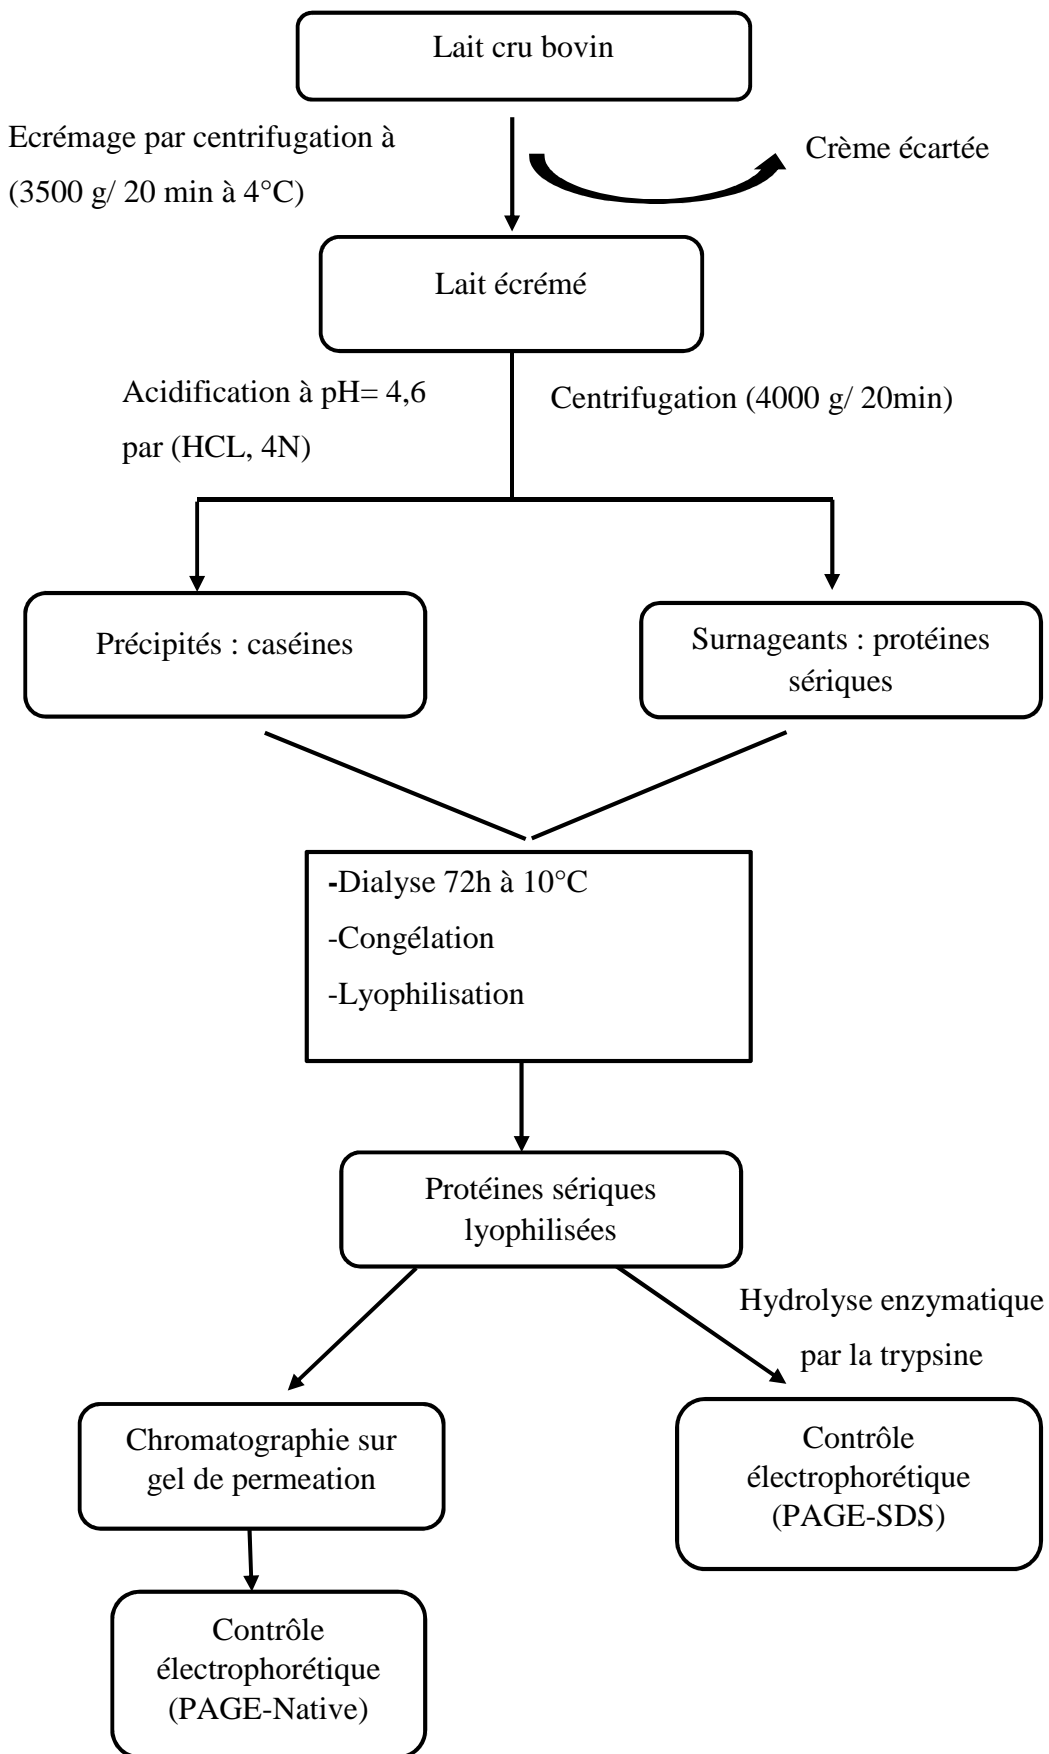 Lait cru bovin
Ecrémage par centrifugation à
(3500 g/ 20 min à 4°C)
Crème écartée
Lait écrémé
Acidification à pH= 4,6
par (HCL, 4N)
Centrifugation (4000 g/ 20min)
Précipités : caséines
Surnageants : protéines
sériques
-Dialyse 72h à 10°C
-Congélation
-Lyophilisation
Protéines sériques
lyophilisées
Hydrolyse enzymatique
par la trypsine
Chromatographie sur
gel de permeation
Contrôle
électrophorétique
(PAGE-SDS)
Contrôle
électrophorétique
(PAGE-Native)